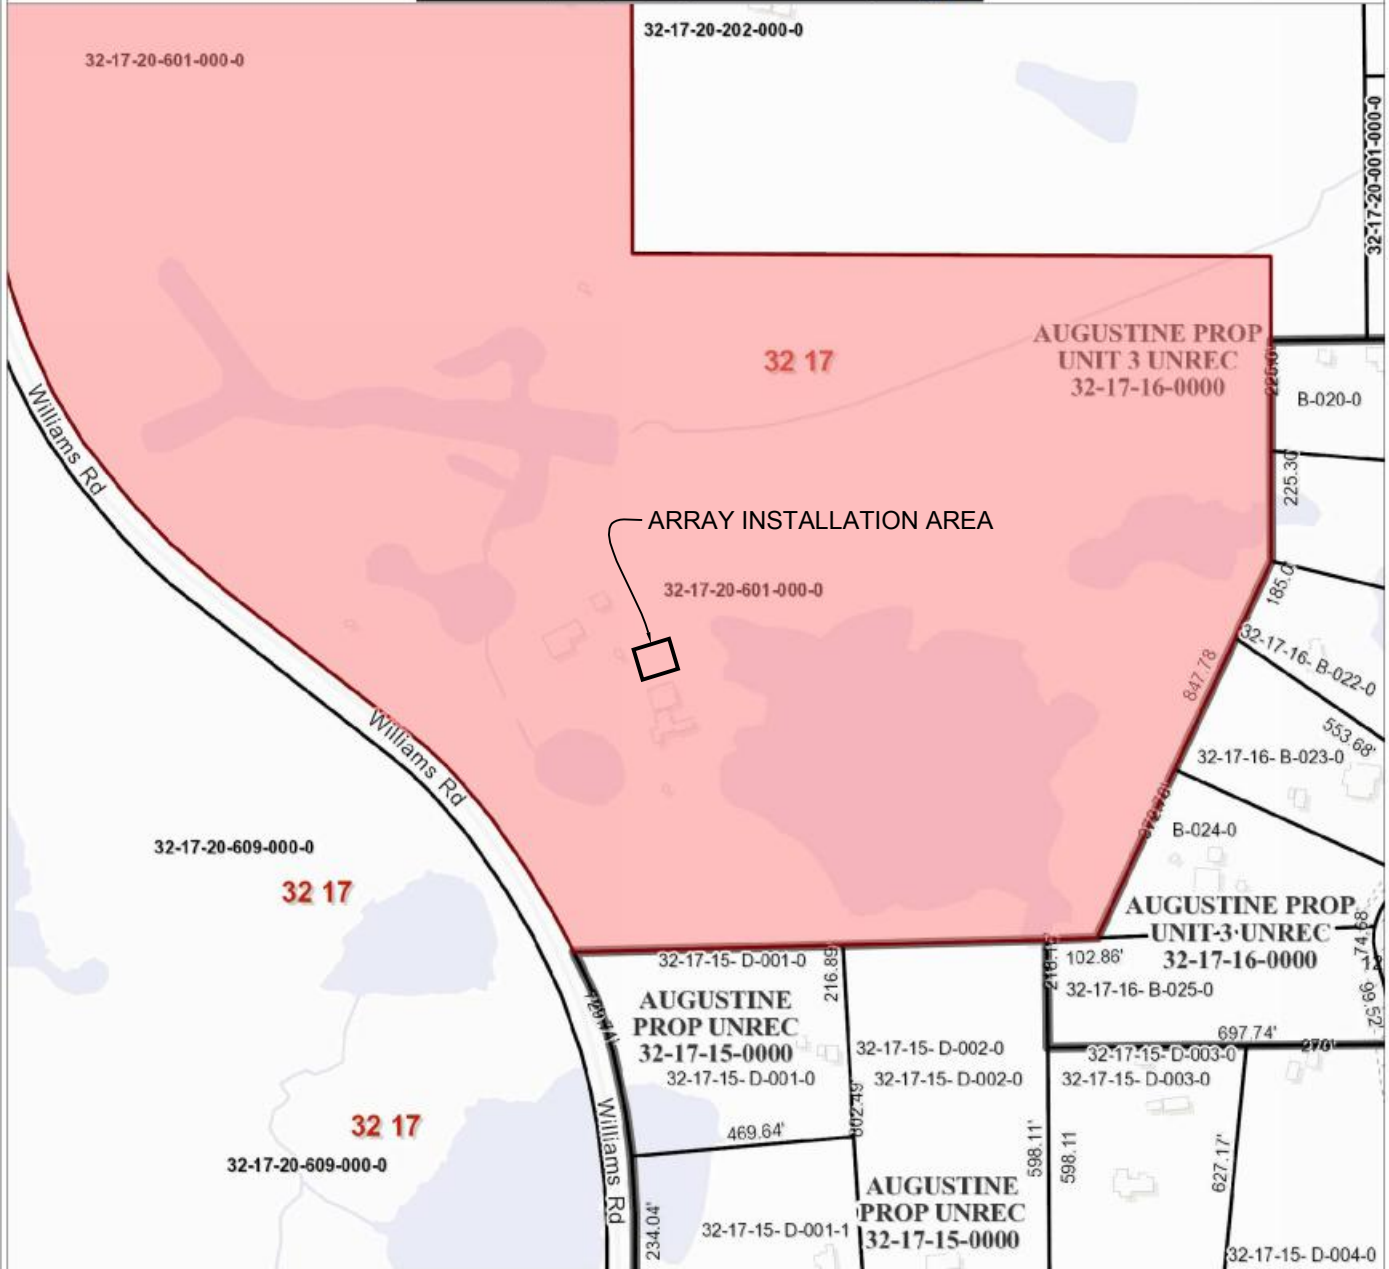 32-17-20-601-000-0
32-17-20-202-000-0
32-17-20-001-000-0
AUGUSTINE PROP
UNIT 3 UNREC
32-17-16-0000
32 17
B-020-0
Williams Rd
225.30
ARRAY INSTALLATION AREA
32-17-20-601-000-0
185.0
32-17-16- B-022-0
847.78
553.68'
32-17-16- B-023-0
Williams Rd
B-024-0
32-17-20-609-000-0
32 17
AUGUSTINE PROP
UNIT-3 UNREC
32-17-16-0000
74.68'
102.86'
32-17-16- B-025-0
99.52'
697.74'
270'
32-17-15- D-001-0
216.89'
AUGUSTINE
PROP UNREC
32-17-15-0000
32-17-15- D-001-0
32-17-15- D-002-0
32-17-15- D-002-0
32-17-15- D-003-0
32-17-15- D-003-0
802.49'
469.64'
598.11'
598.11
627.17'
32 17
32-17-20-609-000-0
Williams Rd
234.04'
32-17-15- D-001-1
AUGUSTINE
PROP UNREC
32-17-15-0000
32-17-15- D-004-0